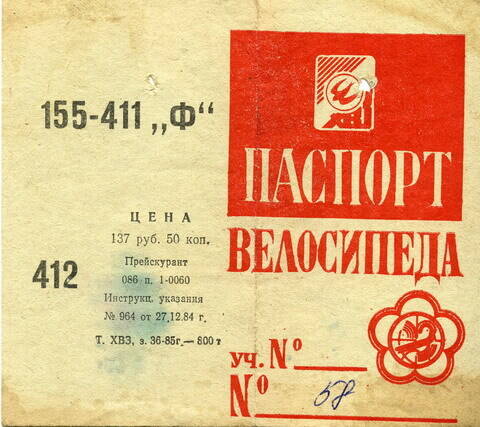 155-411 „Ф“
ЦЕНА
137 руб. 50 коп.
Прейскурант
086 п. 1-0060
Инструкц. указания
№ 964 от 27.12.84 г.
Т. ХВЗ, з. 36-85г.—800 т
412
ХВЗ
ПАСПОРТ
ВЕЛОСИПЕДА
УЧ. №
№ 58